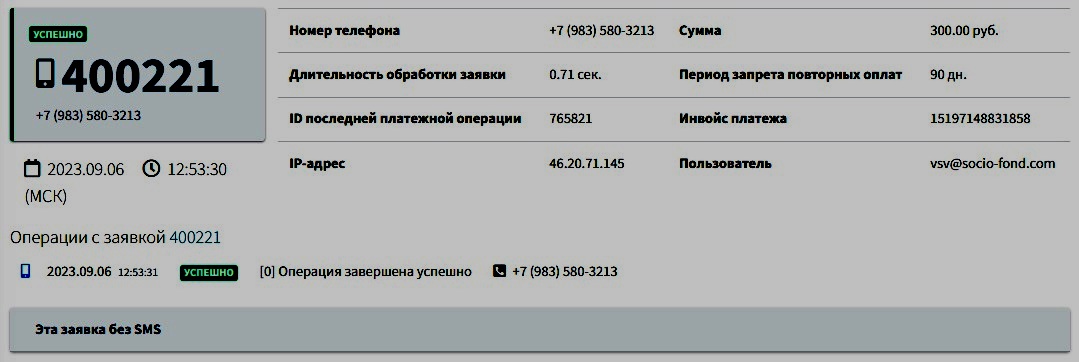 УСПЕШНО
400221
+7 (983) 580-3213
2023.09.06 12:53:30
(МСК)
Номер телефона +7 (983) 580-3213 Сумма 300.00 руб.
Длительность обработки заявки 0.71 сек. Период запрета повторных оплат 90 дн.
ID последней платежной операции 765821 Инвойс платежа 15197148831858
IP-адрес 46.20.71.145 Пользователь vsv@socio-fond.com
Операции с заявкой 400221
2023.09.06 12:53:31 УСПЕШНО [0] Операция завершена успешно +7 (983) 580-3213
Эта заявка без SMS